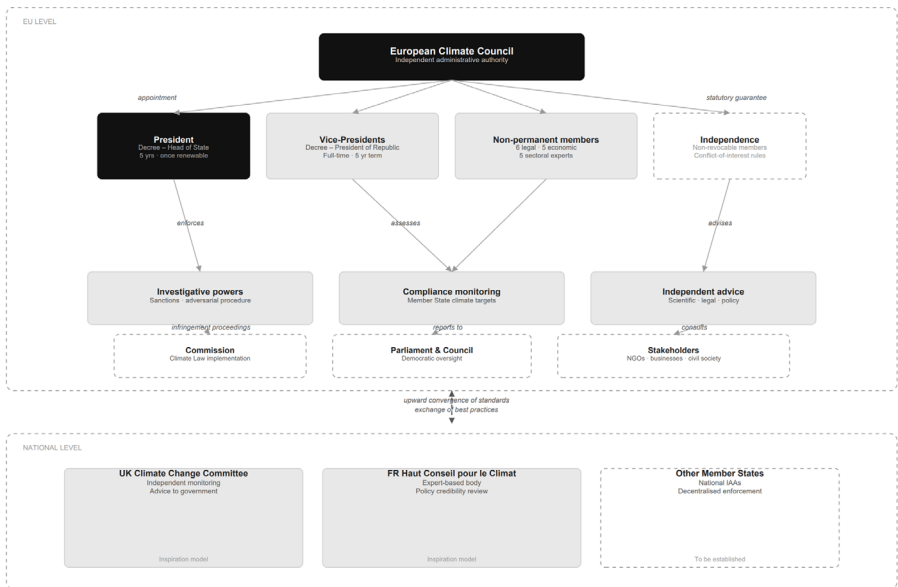 EU LEVEL
European Climate Council
Independent administrative authority
appointment
statutory guarantee
President
Decree – Head of State
5 yrs · once renewable
Vice-Presidents
Decree – President of Republic
Full-time · 5 yr term
Non-permanent members
6 legal · 5 economic
5 sectoral experts
Independence
Non-revocable members
Conflict-of-interest rules
enforces
assesses
advises
Investigative powers
Sanctions · adversarial procedure
Compliance monitoring
Member State climate targets
Independent advice
Scientific · legal · policy
infringement proceedings
reports to
consults
Commission
Climate Law implementation
Parliament & Council
Democratic oversight
Stakeholders
NGOs · businesses · civil society
upward convergence of standards
exchange of best practices
NATIONAL LEVEL
UK Climate Change Committee
Independent monitoring
Advice to government
Inspiration model
FR Haut Conseil pour le Climat
Expert-based body
Policy credibility review
Inspiration model
Other Member States
National IAAs
Decentralised enforcement
To be established